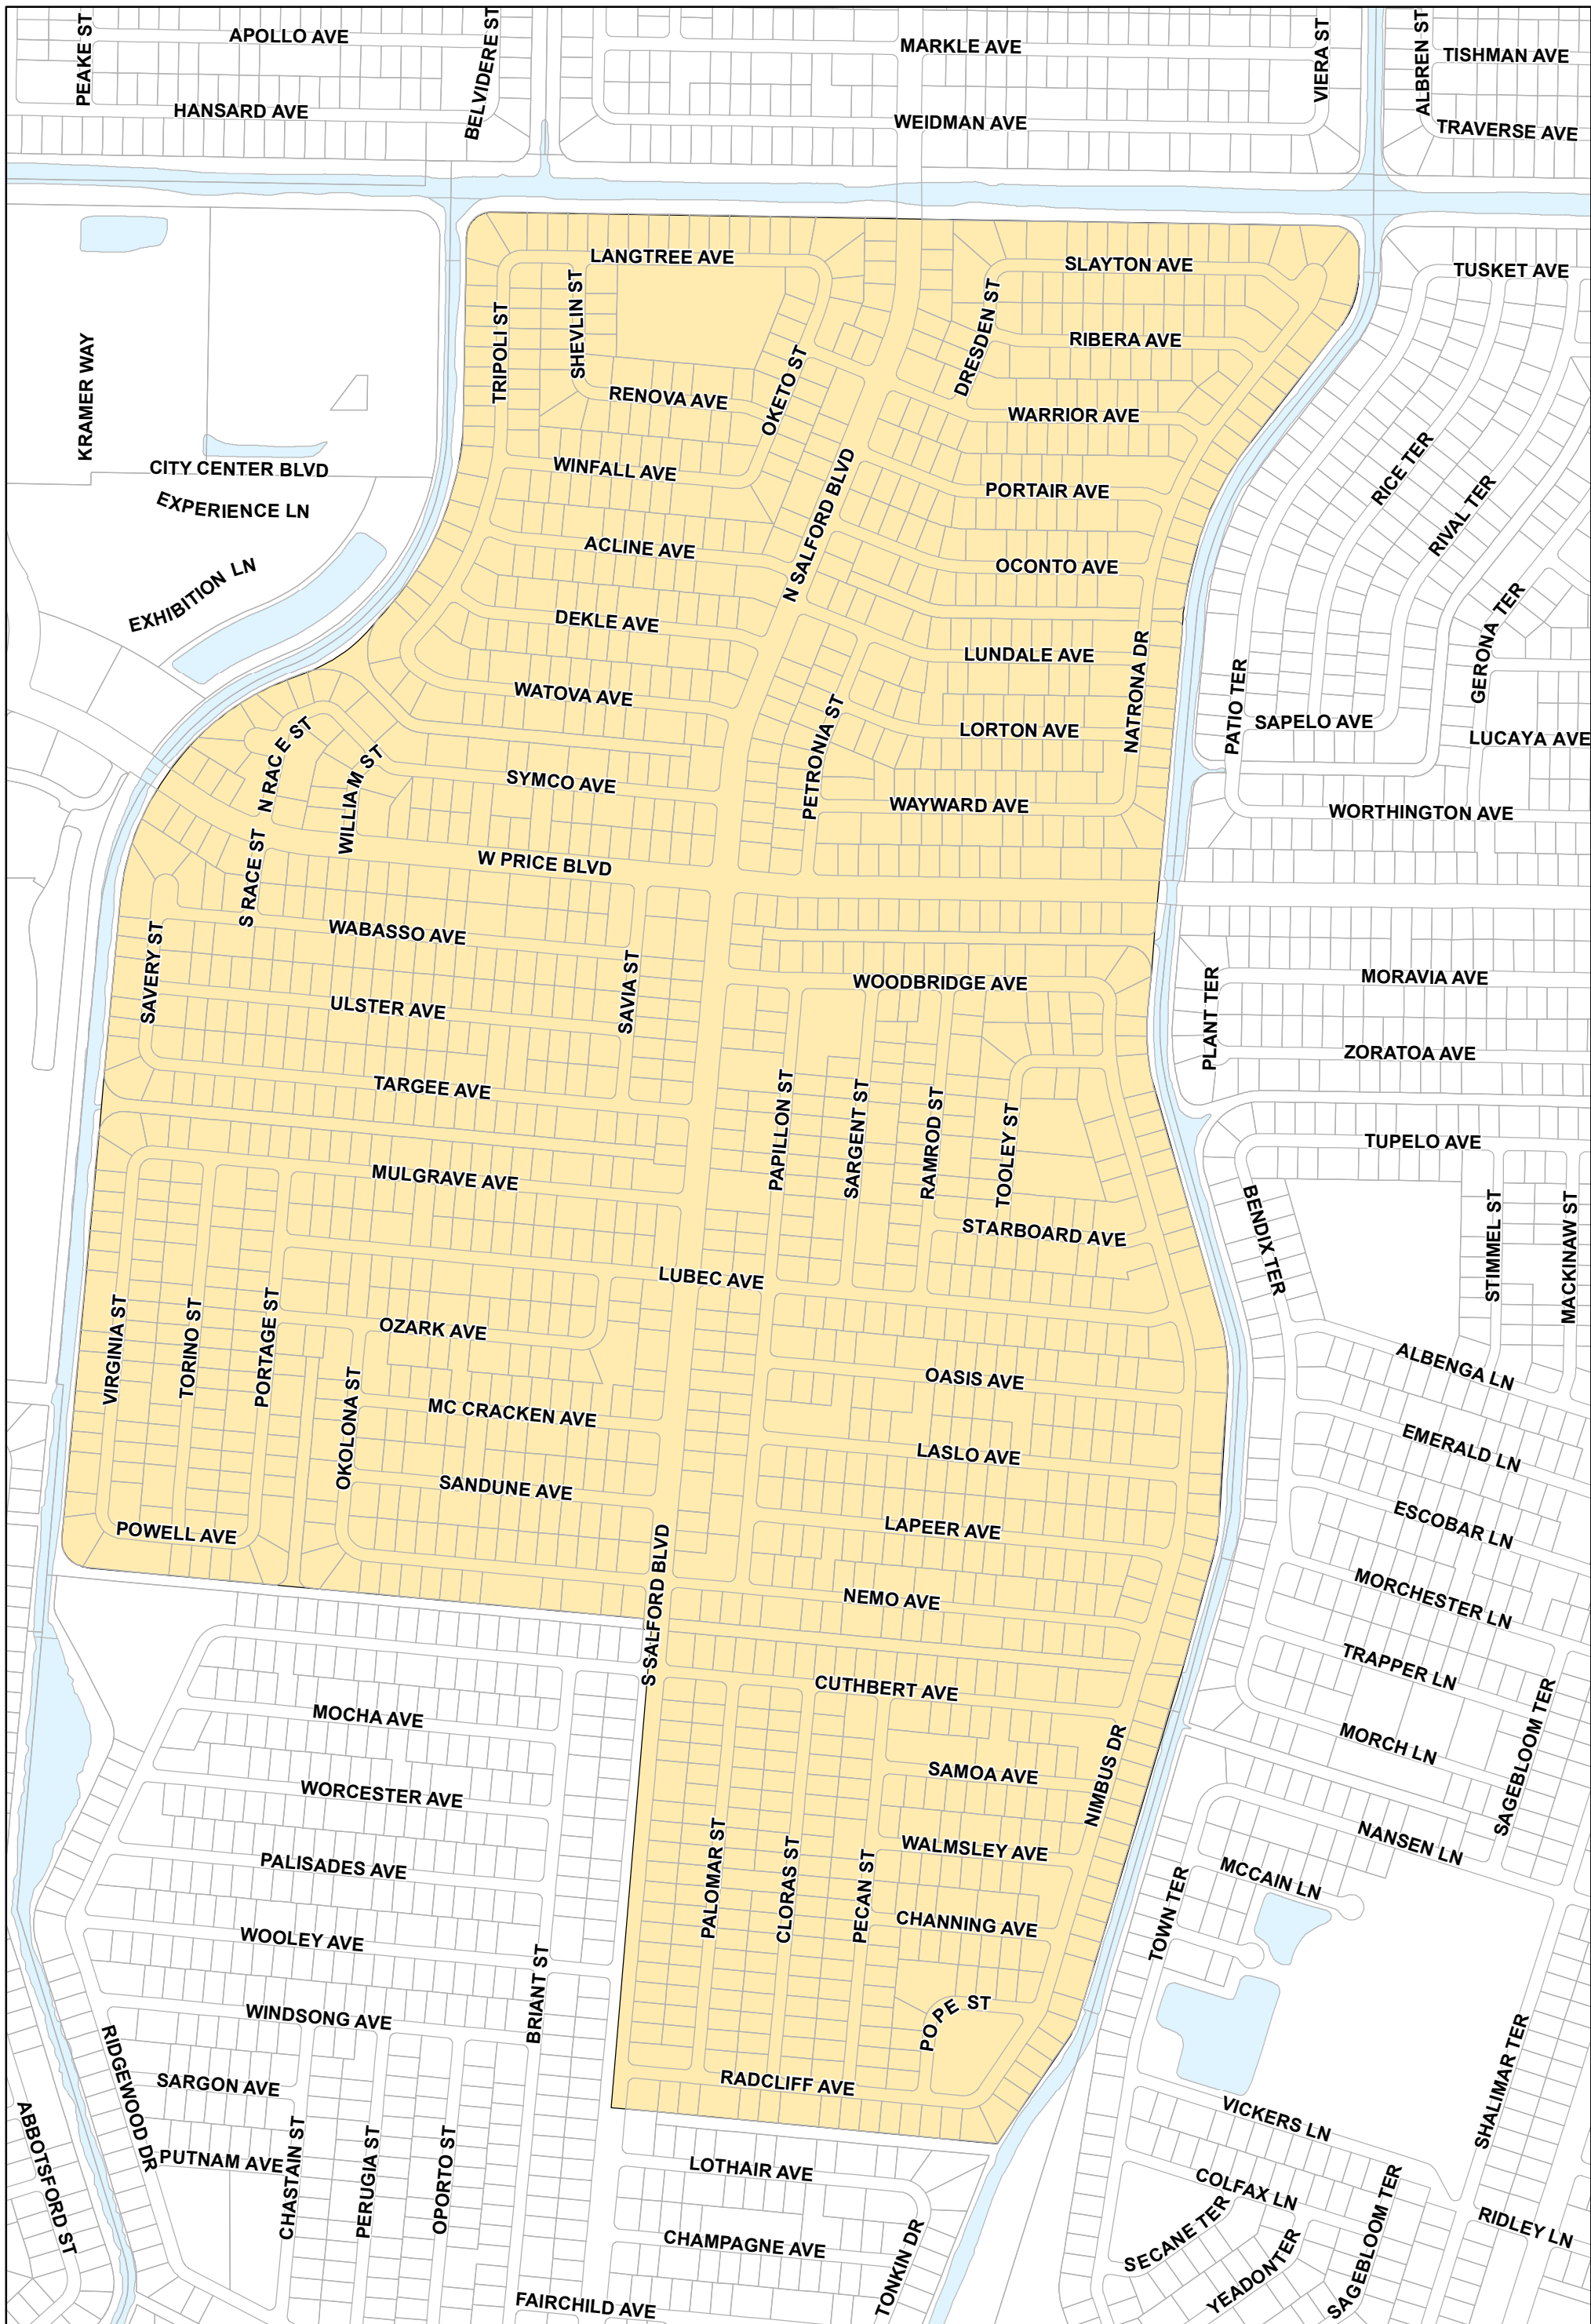 PEAKE ST
APOLLO AVE
BELVIDERE ST
MARKLE AVE
VIERA ST
ALBREN ST
TISHMAN AVE
HANSARD AVE
WEIDMAN AVE
TRAVERSE AVE
LANGTREE AVE
SLAYTON AVE
TUSKET AVE
SHEVLIN ST
TRIPOLI ST
DRESDEN ST
RIBERA AVE
KRAMER WAY
RENOVA AVE
OKETO ST
WARRIOR AVE
CITY CENTER BLVD
WINFALL AVE
RICE TER
PORTAIR AVE
EXPERIENCE LN
RIVAL TER
N SALFORD BLVD
ACLINE AVE
OCONTO AVE
EXHIBITION LN
DEKLE AVE
GERONA TER
LUNDALE AVE
NATRONA DR
WATOVA AVE
PATIO TER
SAPELO AVE
PETRONIA ST
LORTON AVE
LUCAYA AVE
N RACE ST
WILLIAM ST
SYMCO AVE
WAYWARD AVE
WORTHINGTON AVE
W PRICE BLVD
S RACE ST
WABASSO AVE
SAVERY ST
SAVIA ST
WOODBRIDGE AVE
MORAVIA AVE
ULSTER AVE
PLANT TER
ZORATOA AVE
TARGEE AVE
PAPILLON ST
SARGENT ST
RAMROD ST
TOOLEY ST
TUPELO AVE
MULGRAVE AVE
BENDIX TER
STIMMEL ST
MACKINAW ST
STARBOARD AVE
LUBEC AVE
VIRGINIA ST
TORINO ST
PORTAGE ST
OZARK AVE
ALBENGA LN
OASIS AVE
OKOLONA ST
MC CRACKEN AVE
EMERALD LN
LASLO AVE
SANDUNE AVE
ESCOBAR LN
POWELL AVE
LAPEER AVE
S SALFORD BLVD
NEMO AVE
MORCHESTER LN
TRAPPER LN
CUTHBERT AVE
MOCHA AVE
SAGEBLOOM TER
MORCH LN
SAMOA AVE
NIMBUS DR
WORCESTER AVE
NANSEN LN
WALMSLEY AVE
PALISADES AVE
MCCAIN LN
PALOMAR ST
CLORAS ST
PECAN ST
TOWN TER
CHANNING AVE
WOOLEY AVE
BRIANT ST
POPE ST
WINDSONG AVE
RIDGEWOOD DR
SHALIMAR TER
SARGON AVE
RADCLIFF AVE
VICKERS LN
ABBOTSFORD ST
PUTNAM AVE
CHASTAIN ST
PERUGIA ST
OPORTO ST
LOTHAIR AVE
COLFAX LN
SECANE TER
SAGEBLOOM TER
RIDLEY LN
CHAMPAGNE AVE
TONKIN DR
YEADONTER
FAIRCHILD AVE